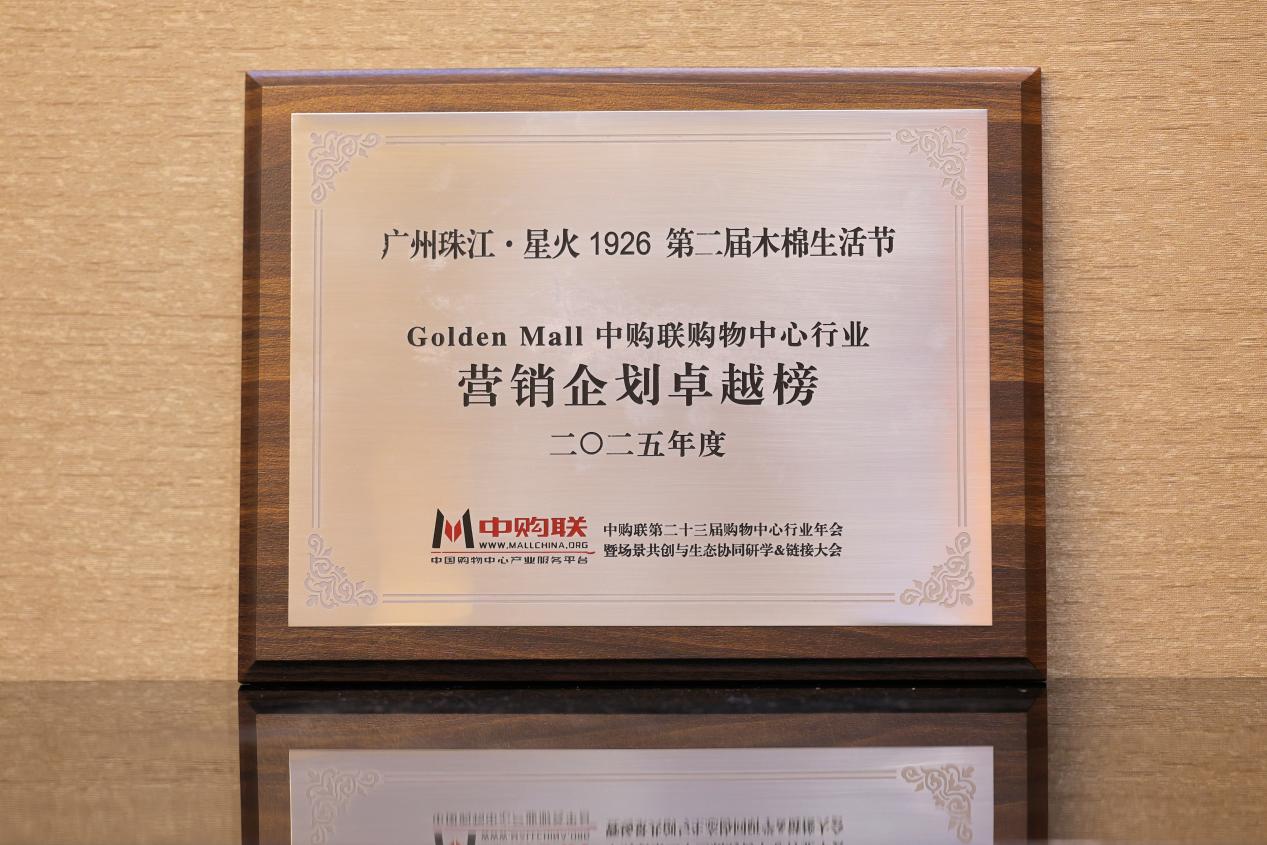 广州珠江·星火1926 第二届木棉生活节
Golden Mall 中购联购物中心行业
营销企划卓越榜
二〇二五年度
中购联
WWW.MALLCHINA.ORG
中国购物中心产业服务平台
中购联第二十三届购物中心行业年会
暨场景共创与生态协同研学&链接大会